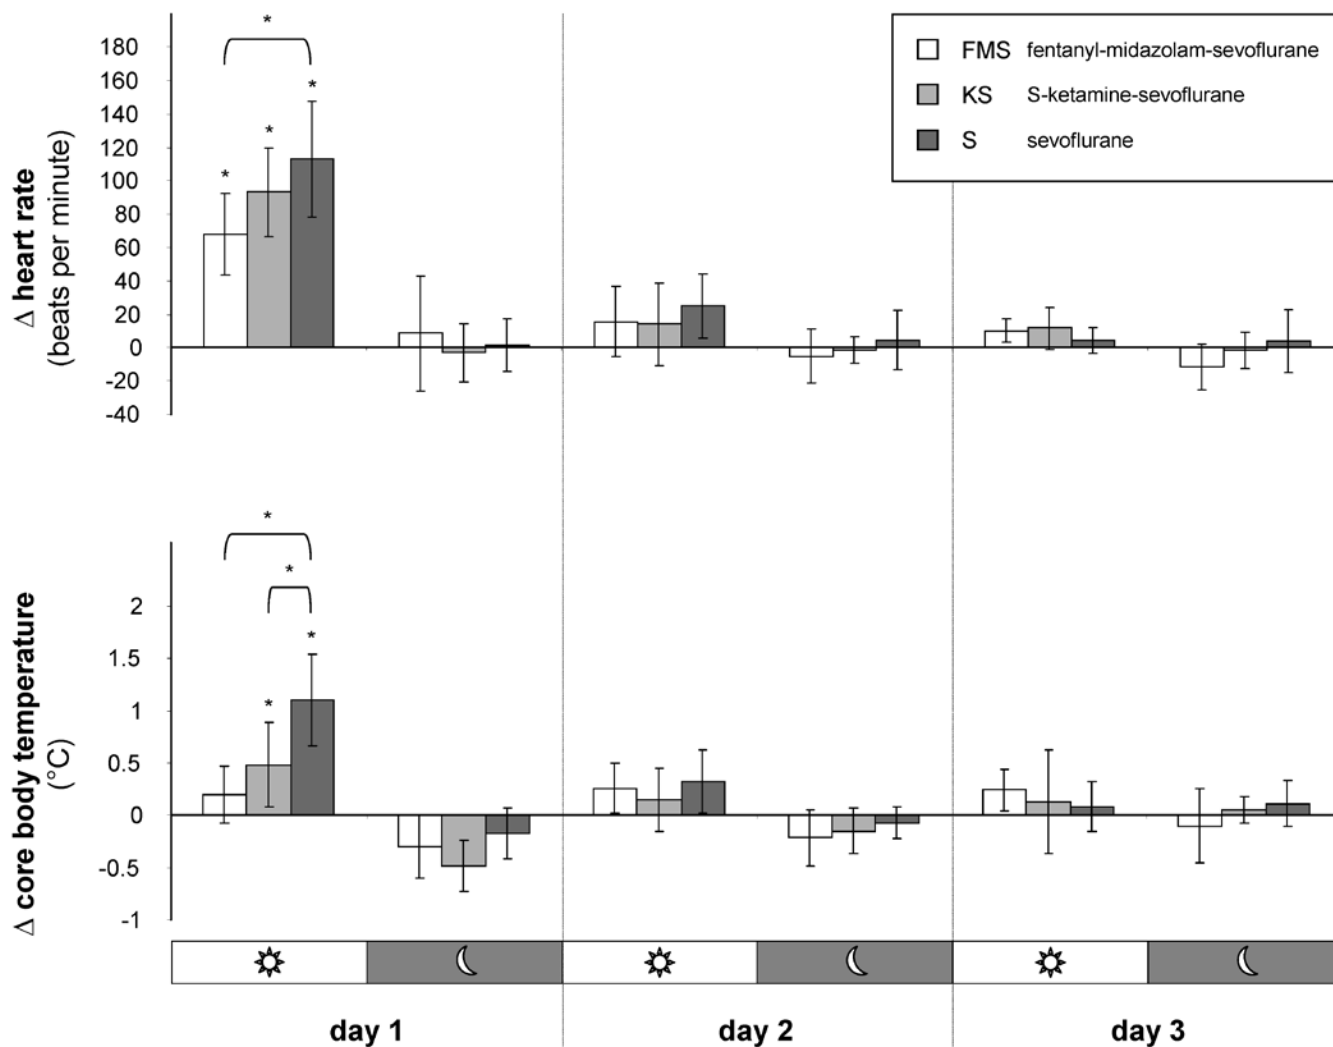 180
160
140
120
100
80
60
40
20
0
-20
-40
Δ heart rate
(beats per minute)
*
*
*
*
FMS fentanyl-midazolam-sevoflurane
KS S-ketamine-sevoflurane
S sevoflurane
2
1.5
1
0.5
0
-0.5
-1
Δ core body temperature
(°C)
*
*
*
*
day 1
day 2
day 3